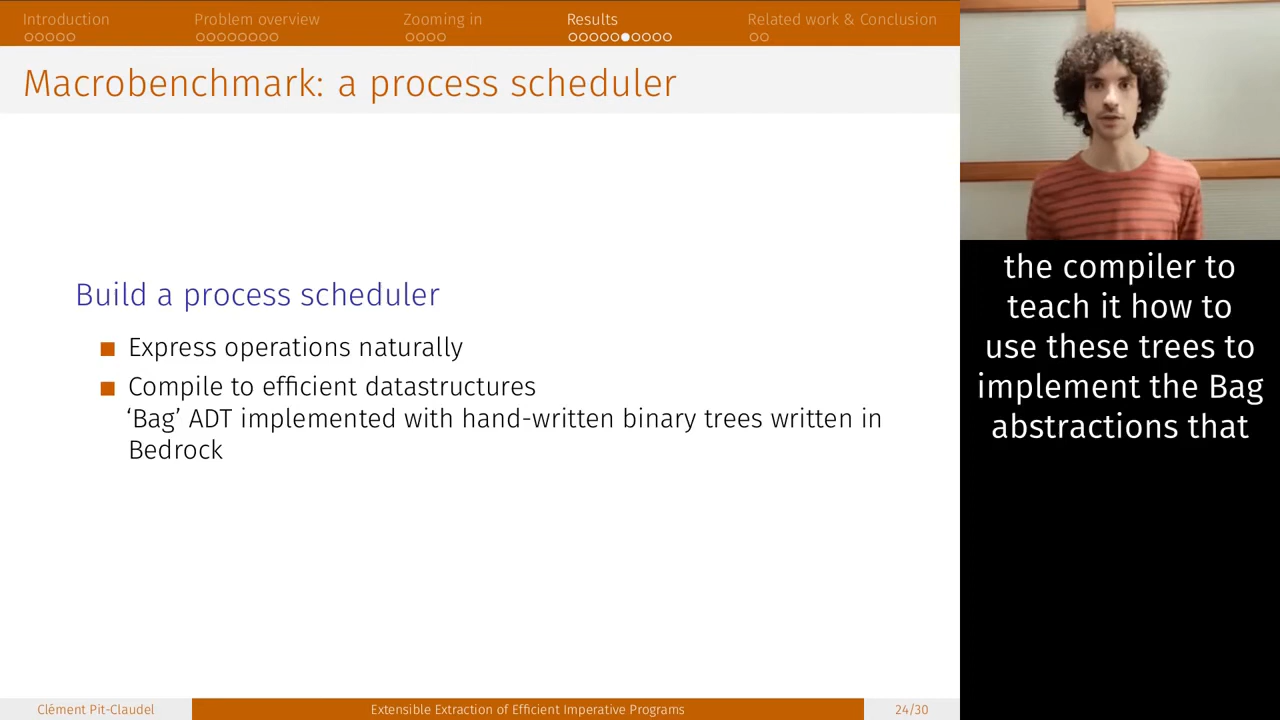 Introduction
Problem overview
Zooming in
Results
Related work & Conclusion
Macrobenchmark: a process scheduler
Build a process scheduler
Express operations naturally
Compile to efficient datastructures
‘Bag’ ADT implemented with hand-written binary trees written in
Bedrock
Clément Pit-Claudel
Extensible Extraction of Efficient Imperative Programs
24/30
the compiler to
teach it how to
use these trees to
implement the Bag
abstractions that